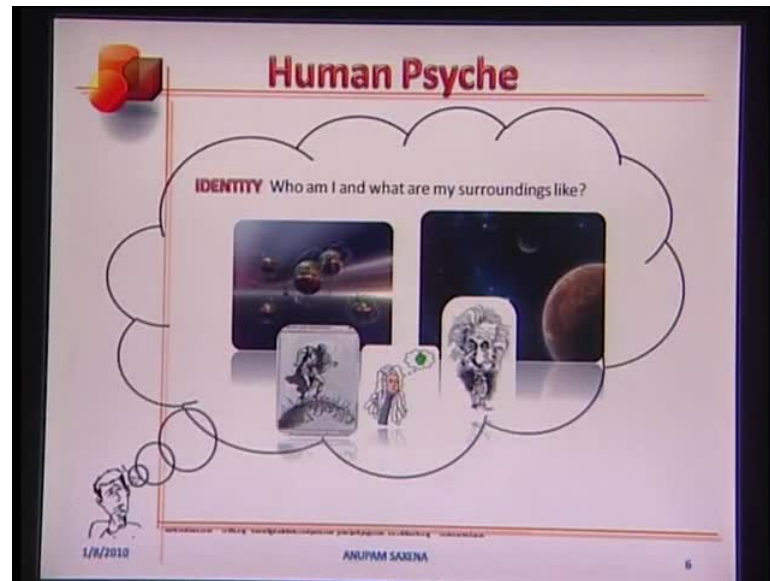 Human Psyche
IDENTITY Who am I and what are my surroundings like?
1/8/2010
ANUPAM SAXENA
6